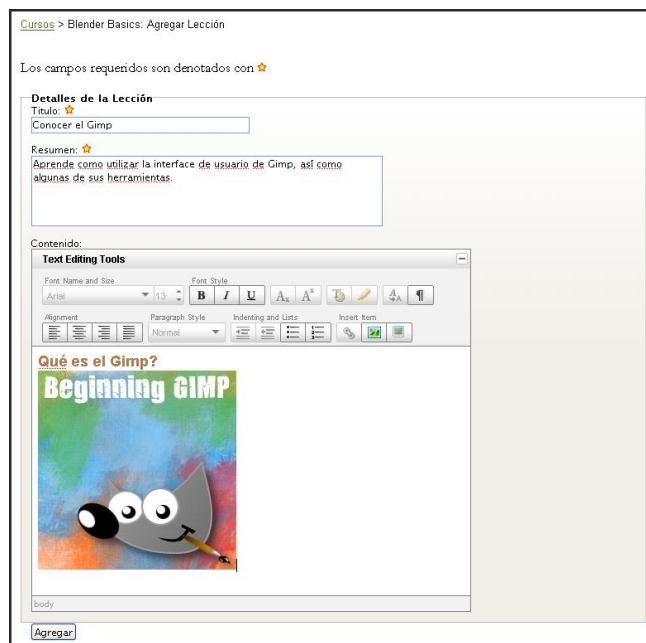 Cursos > Blender Basics: Agregar Lección
Los campos requeridos son denotados con
Detalles de la Lección
Titulo:
Conocer el Gimp
Resumen:
Aprende como utilizar la interface de usuario de Gimp, así como
algunas de sus herramientas.
Contenido:
Text Editing Tools
Font Name and Size Font Style
Arial 13 B I U
Alignment Paragraph Style Indenting and Lists Insert Item
Normal
Qué es el Gimp?
Beginning GIMP
body
Agregar